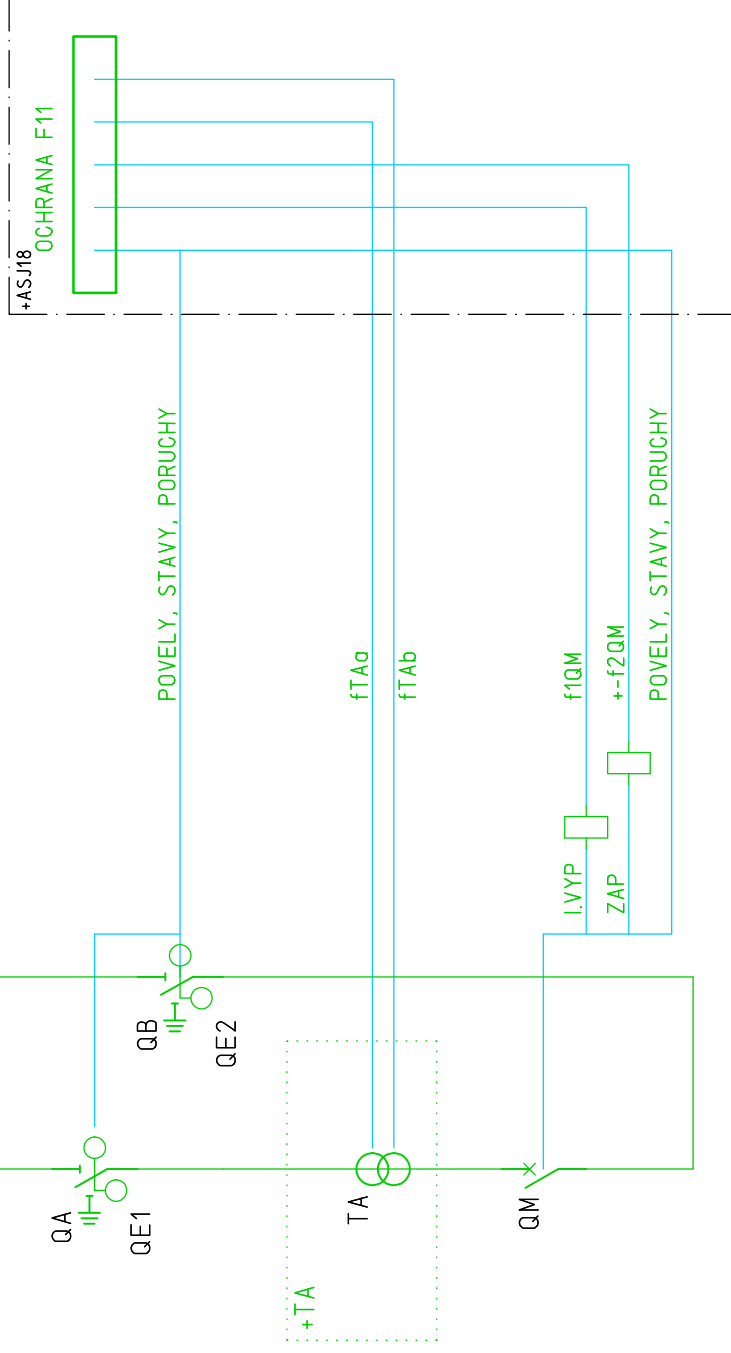 +ASJ18
OCHRANA F11
POVELY, STAVY, PORUCHY
fTAa
fTAb
f1QM
+-f2QM
POVELY, STAVY, PORUCHY
I.VYP
ZAP
QB
QE2
QA
QE1
TA
+TA
QM